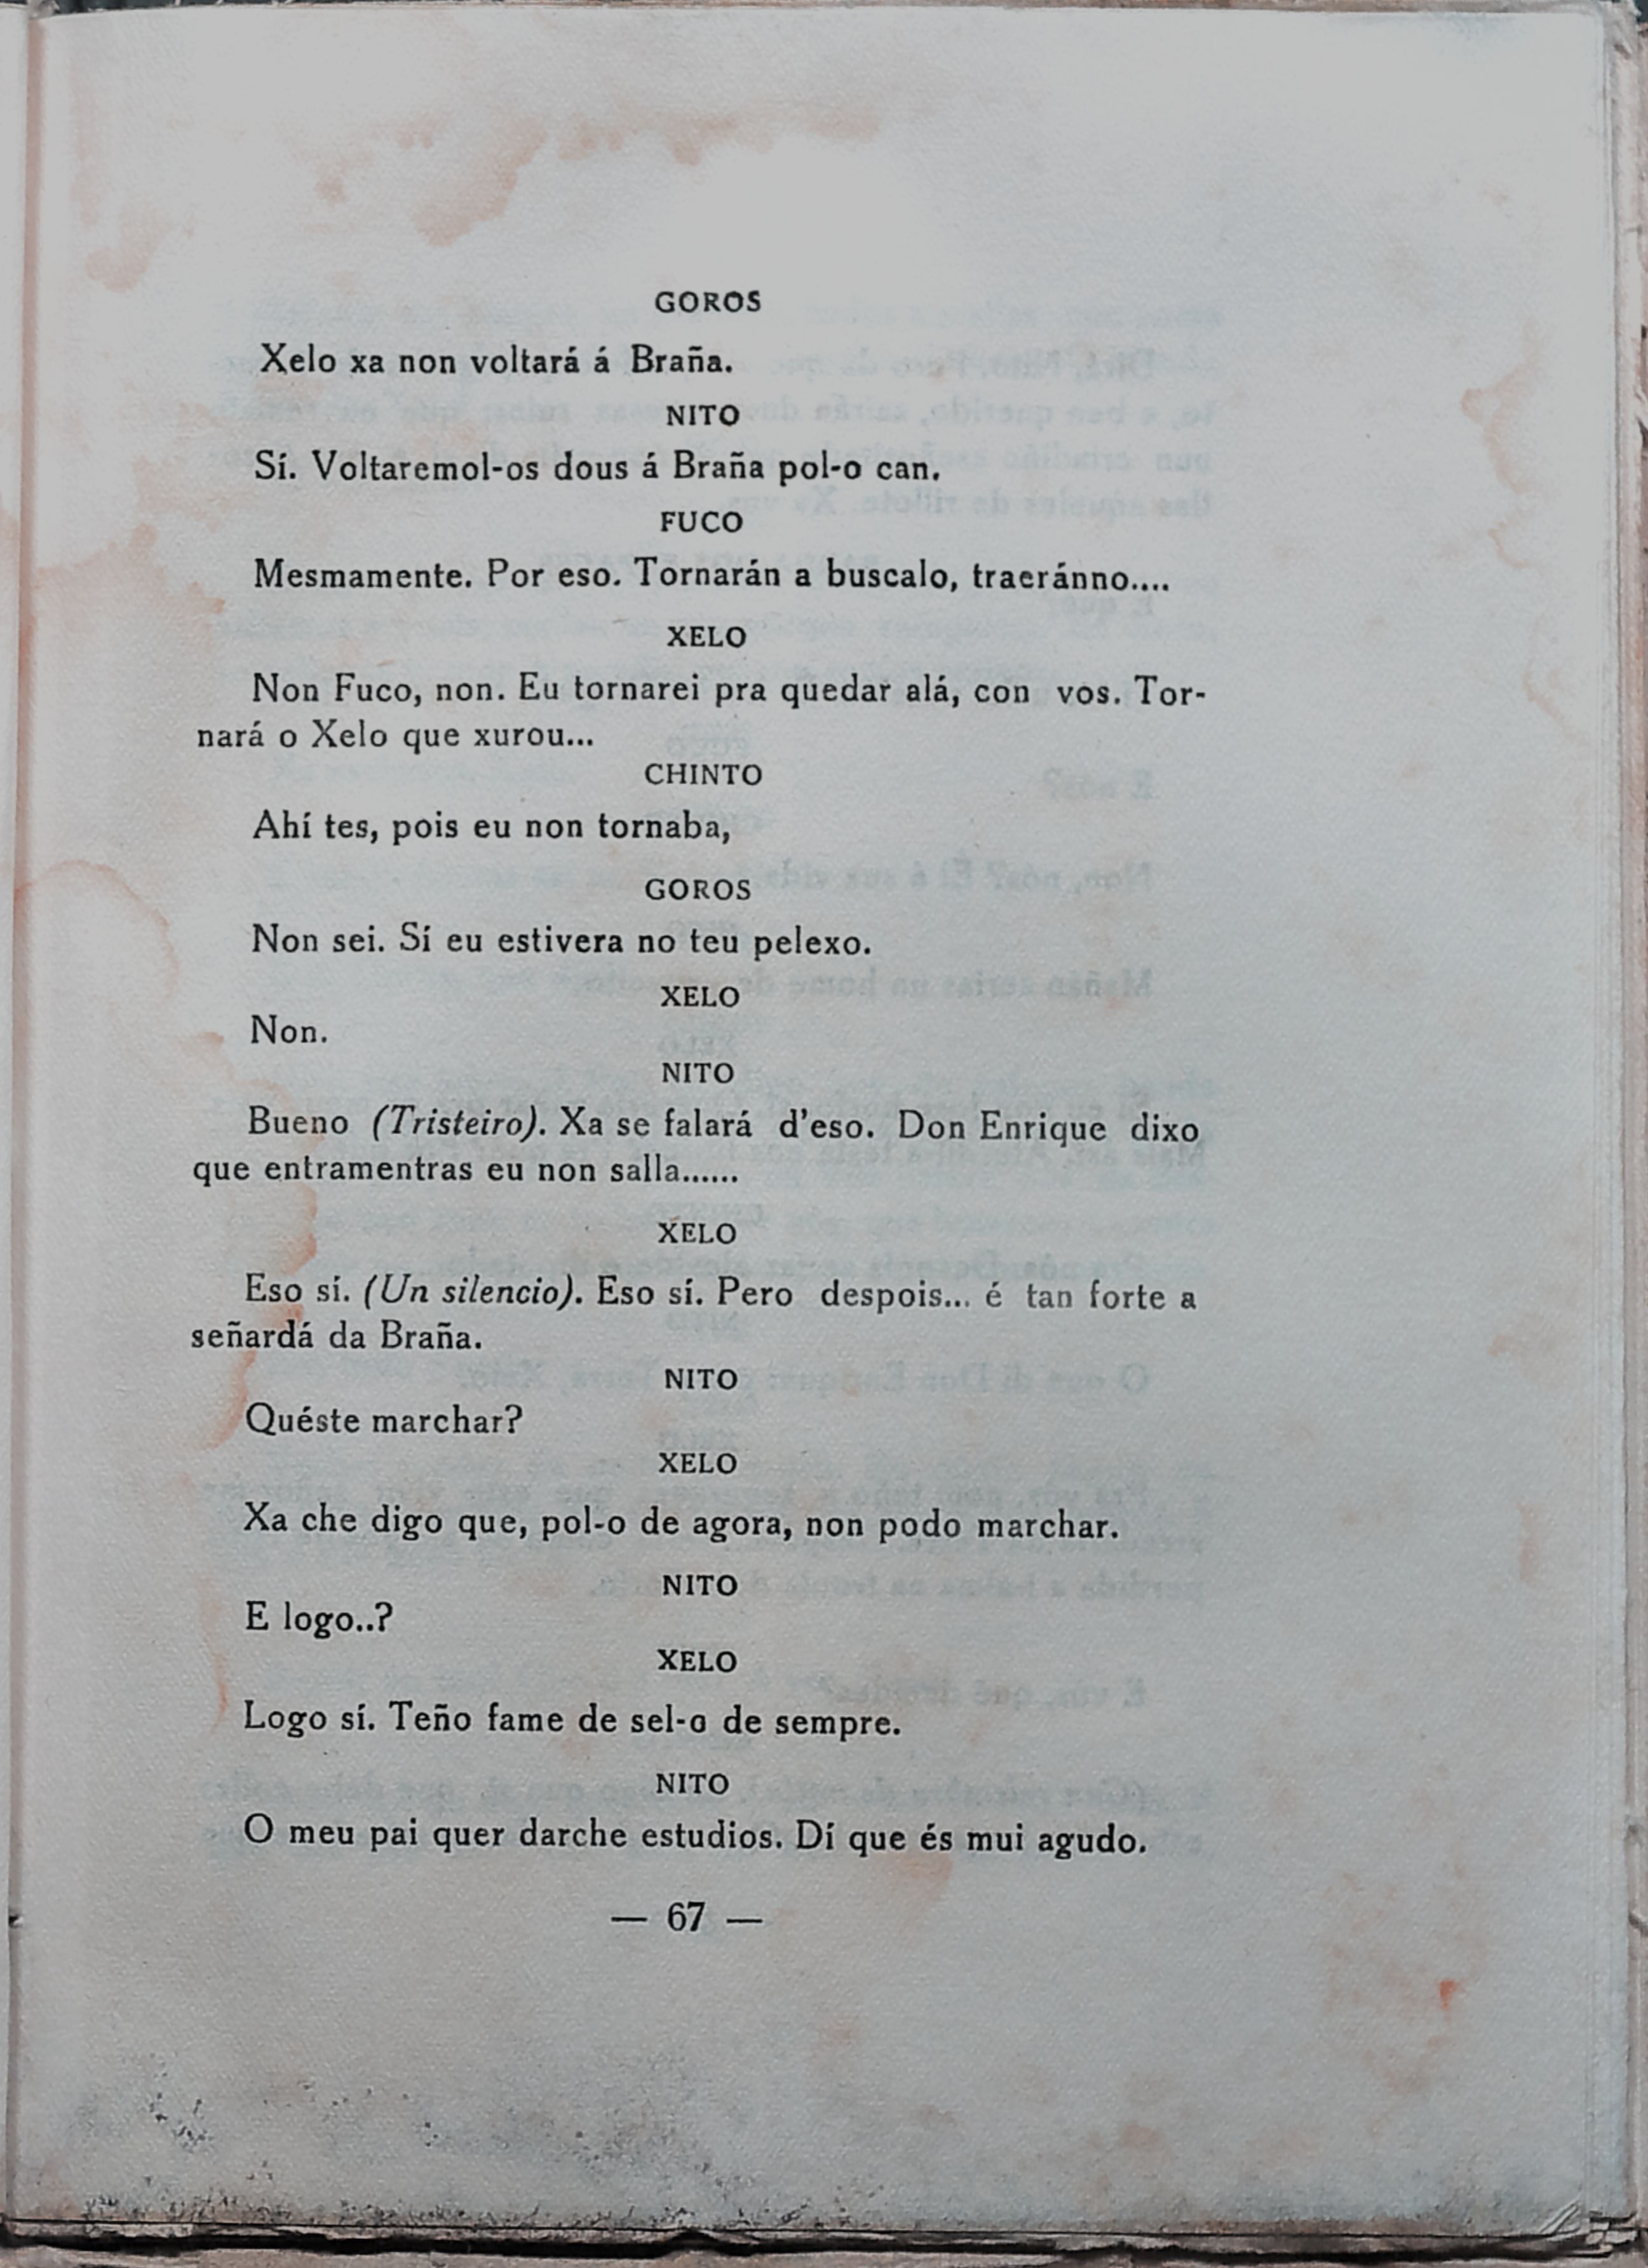 GOROS
Xelo xa non voltará á Braña.
NITO
Sí. Voltaremol-os dous á Braña pol-o can.
FUCO
Mesmamente. Por eso. Tornarán a buscalo, traeránno....
XELO
Non Fuco, non. Eu tornarei pra quedar alá, con vos. Tor-
nará o Xelo que xurou...
CHINTO
Ahí tes, pois eu non tornaba,
GOROS
Non sei. Sí eu estivera no teu pelexo.
XELO
Non.
NITO
Bueno (Tristeiro). Xa se falará d'eso. Don Enrique dixo
que entramentras eu non salla......
XELO
Eso sí. (Un silencio). Eso sí. Pero despois... é tan forte a
señardá da Braña.
NITO
Quéste marchar?
XELO
Xa che digo que, pol-o de agora, non podo marchar.
NITO
E logo..?
XELO
Logo sí. Teño fame de sel-o de sempre.
NITO
O meu pai quer darche estudios. Dí que és mui agudo.
— 67 —